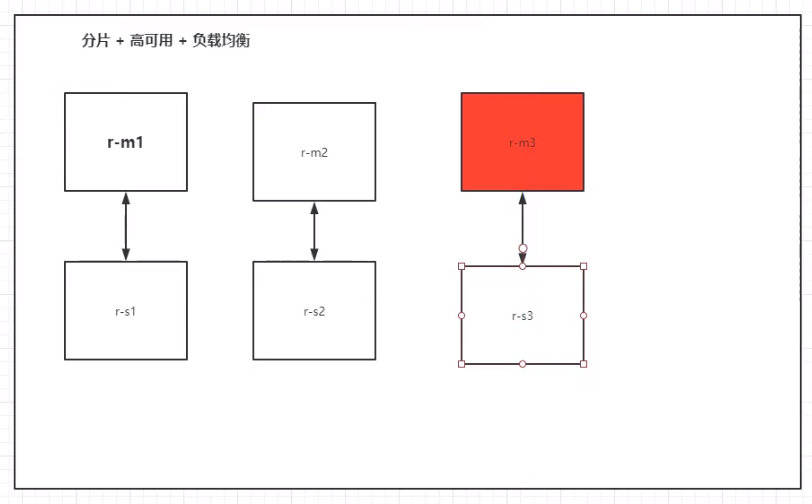 分片 + 高可用 + 负载均衡
r-m1
r-m2
r-m3
r-s1
r-s2
r-s3